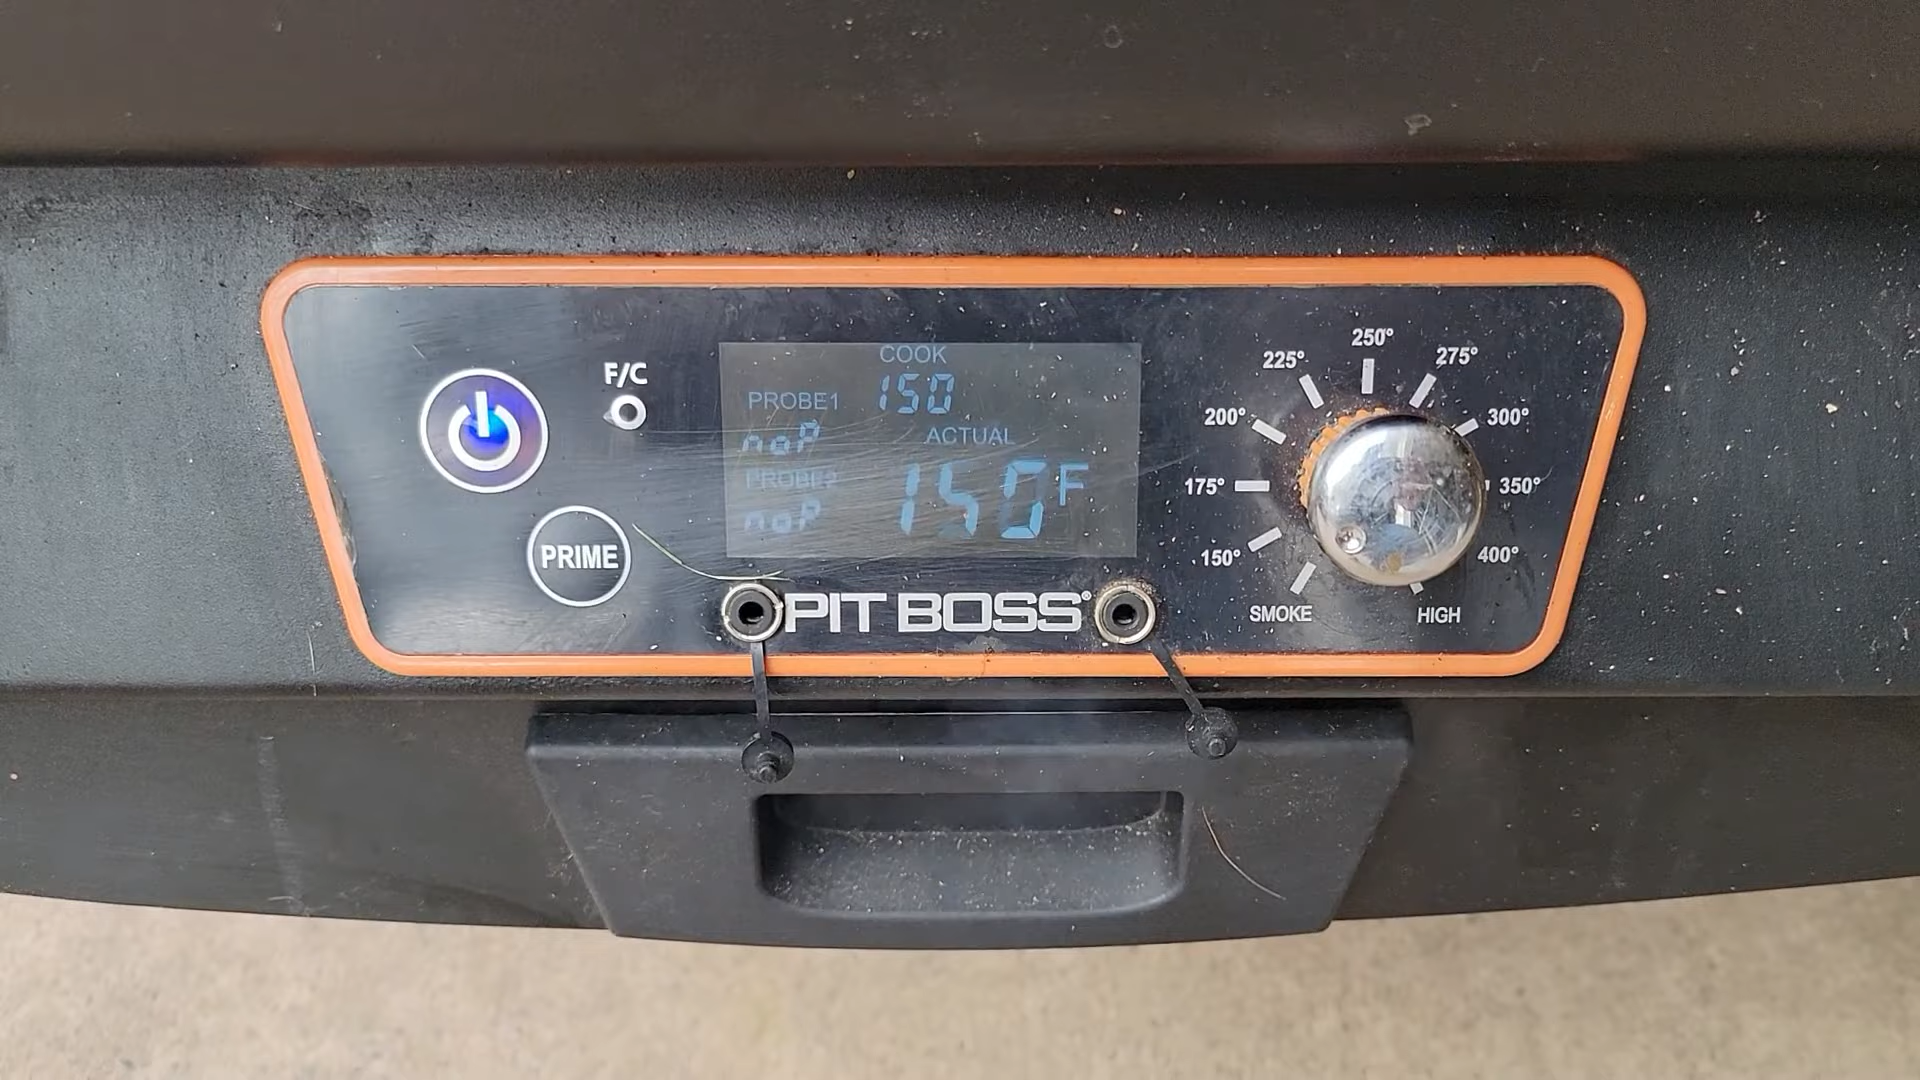 F/C
PRIME
COOK
150
PROBE1
noP
ACTUAL
150F
PROBE2
noP
PIT BOSS®
SMOKE
150°
175°
200°
225°
250°
275°
300°
350°
400°
HIGH